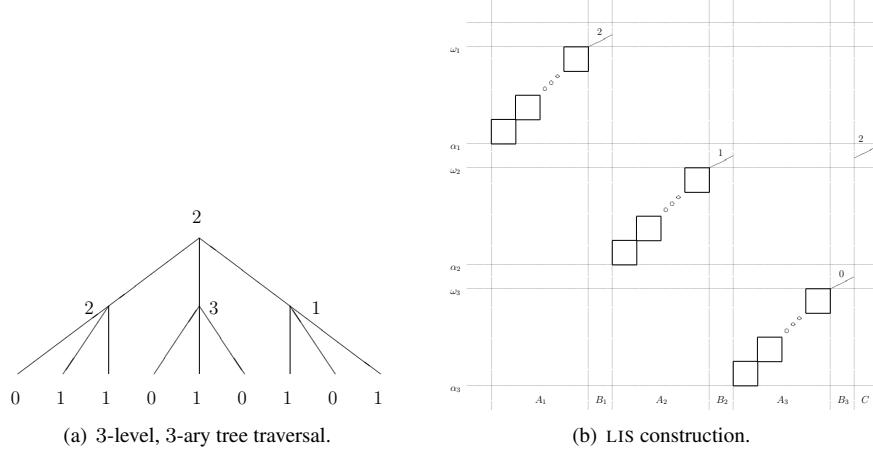 2
2 3 1
0 1 1 0 1 0 1 0 1
(a) 3-level, 3-ary tree traversal.
2
ω₁
α₁
2
ω₂
1
α₂
ω₃
0
α₃
A₁ B₁ A₂ B₂ A₃ B₃ C
(b) LIS construction.